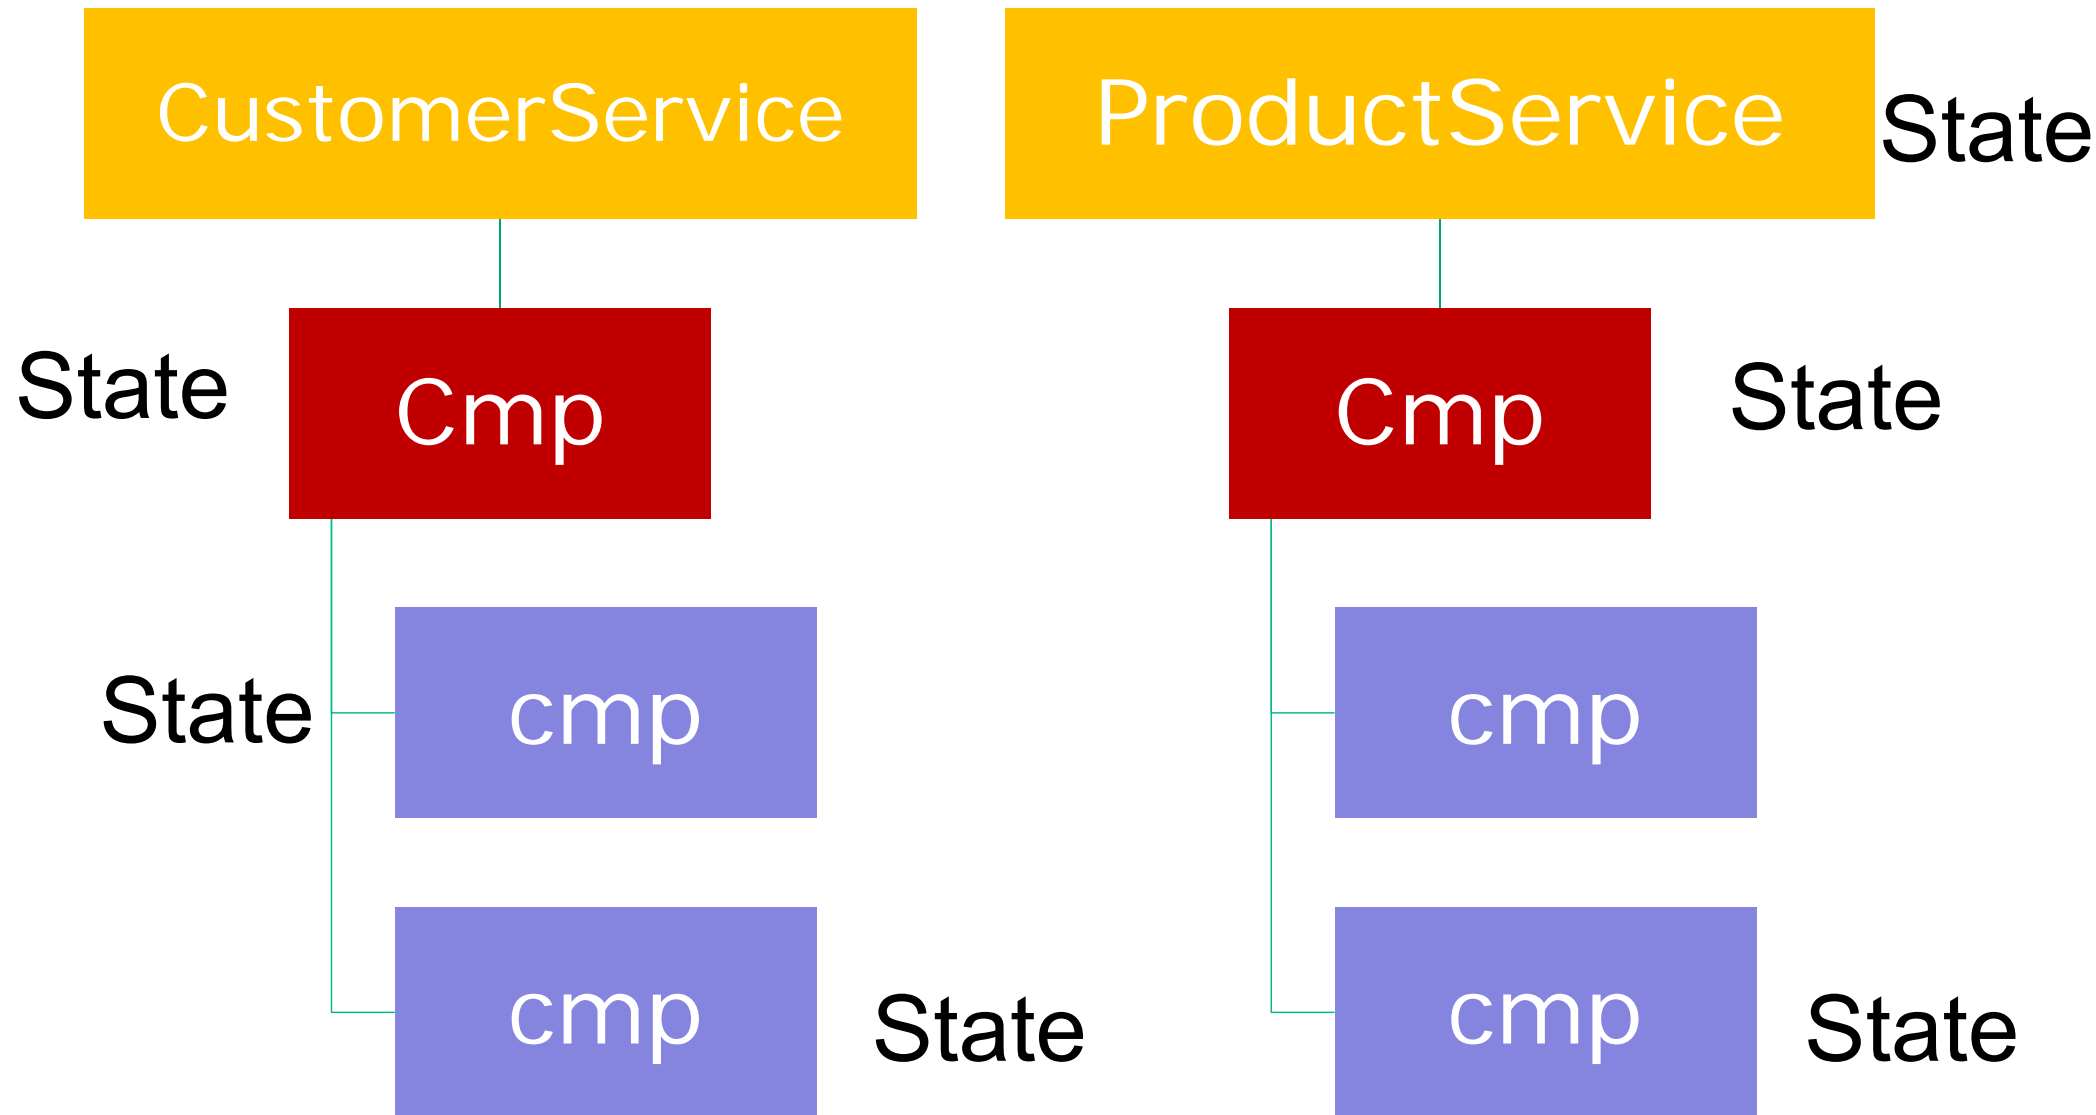 CustomerService
ProductService
State
State
Cmp
Cmp
State
State
cmp
cmp
cmp
State
cmp
State